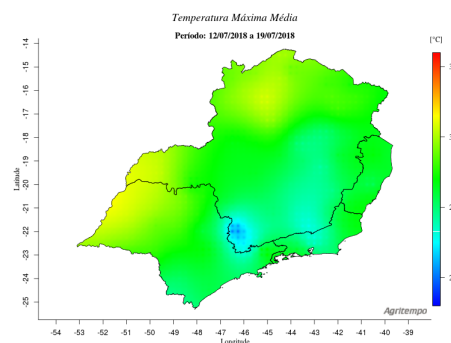 Temperatura Máxima Média
Período: 12/07/2018 a 19/07/2018
(°C)
-14
-15
-16
-17
-18
-19
-20
-21
-22
-23
-24
-25
Latitude
-54 -53 -52 -51 -50 -49 -48 -47 -46 -45 -44 -43 -42 -41 -40 -39
Longitude
Agritempo